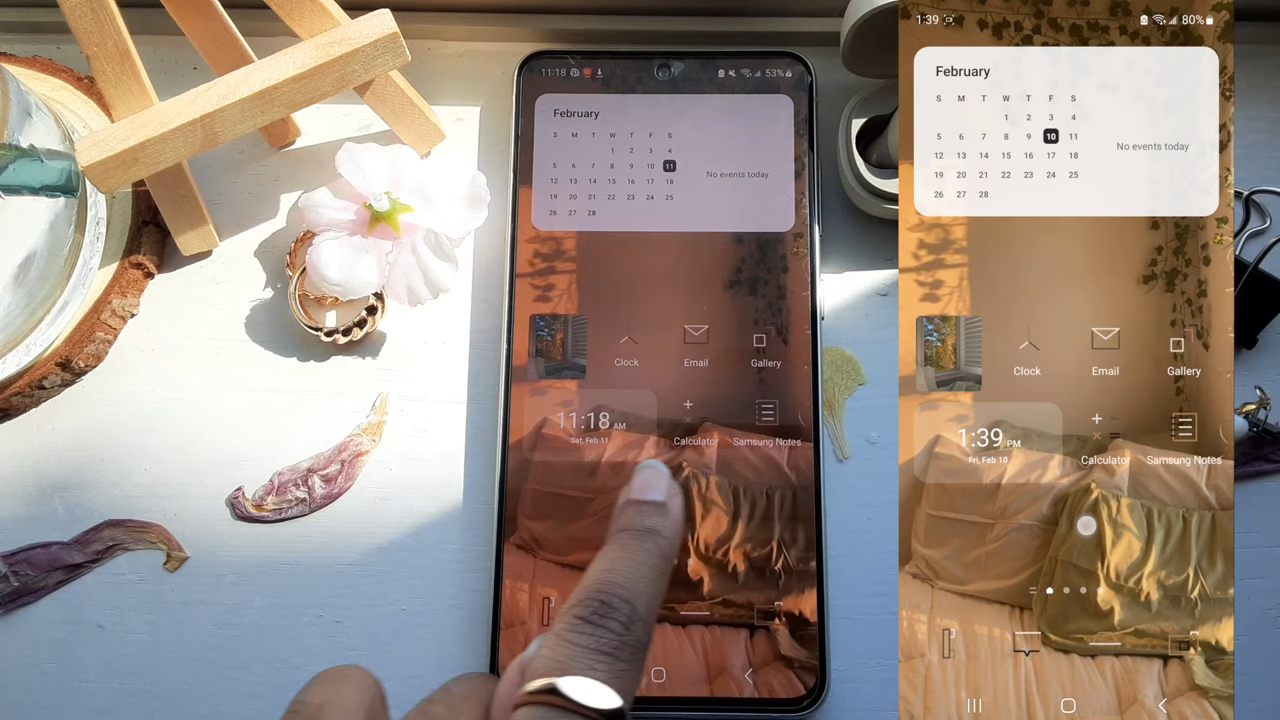 11:18 53%
February
S M T W T F S
1 2 3 4
5 6 7 8 9 10 11
12 13 14 15 16 17 18
19 20 21 22 23 24 25
26 27 28
No events today
Clock Email Gallery
11:18 AM
Sat, Feb 11
Calculator Samsung Notes
1:39 80%
February
S M T W T F S
1 2 3 4
5 6 7 8 9 10 11
12 13 14 15 16 17 18
19 20 21 22 23 24 25
26 27 28
No events today
Clock Email Gallery
1:39 PM
Fri, Feb 10
Calculator Samsung Notes